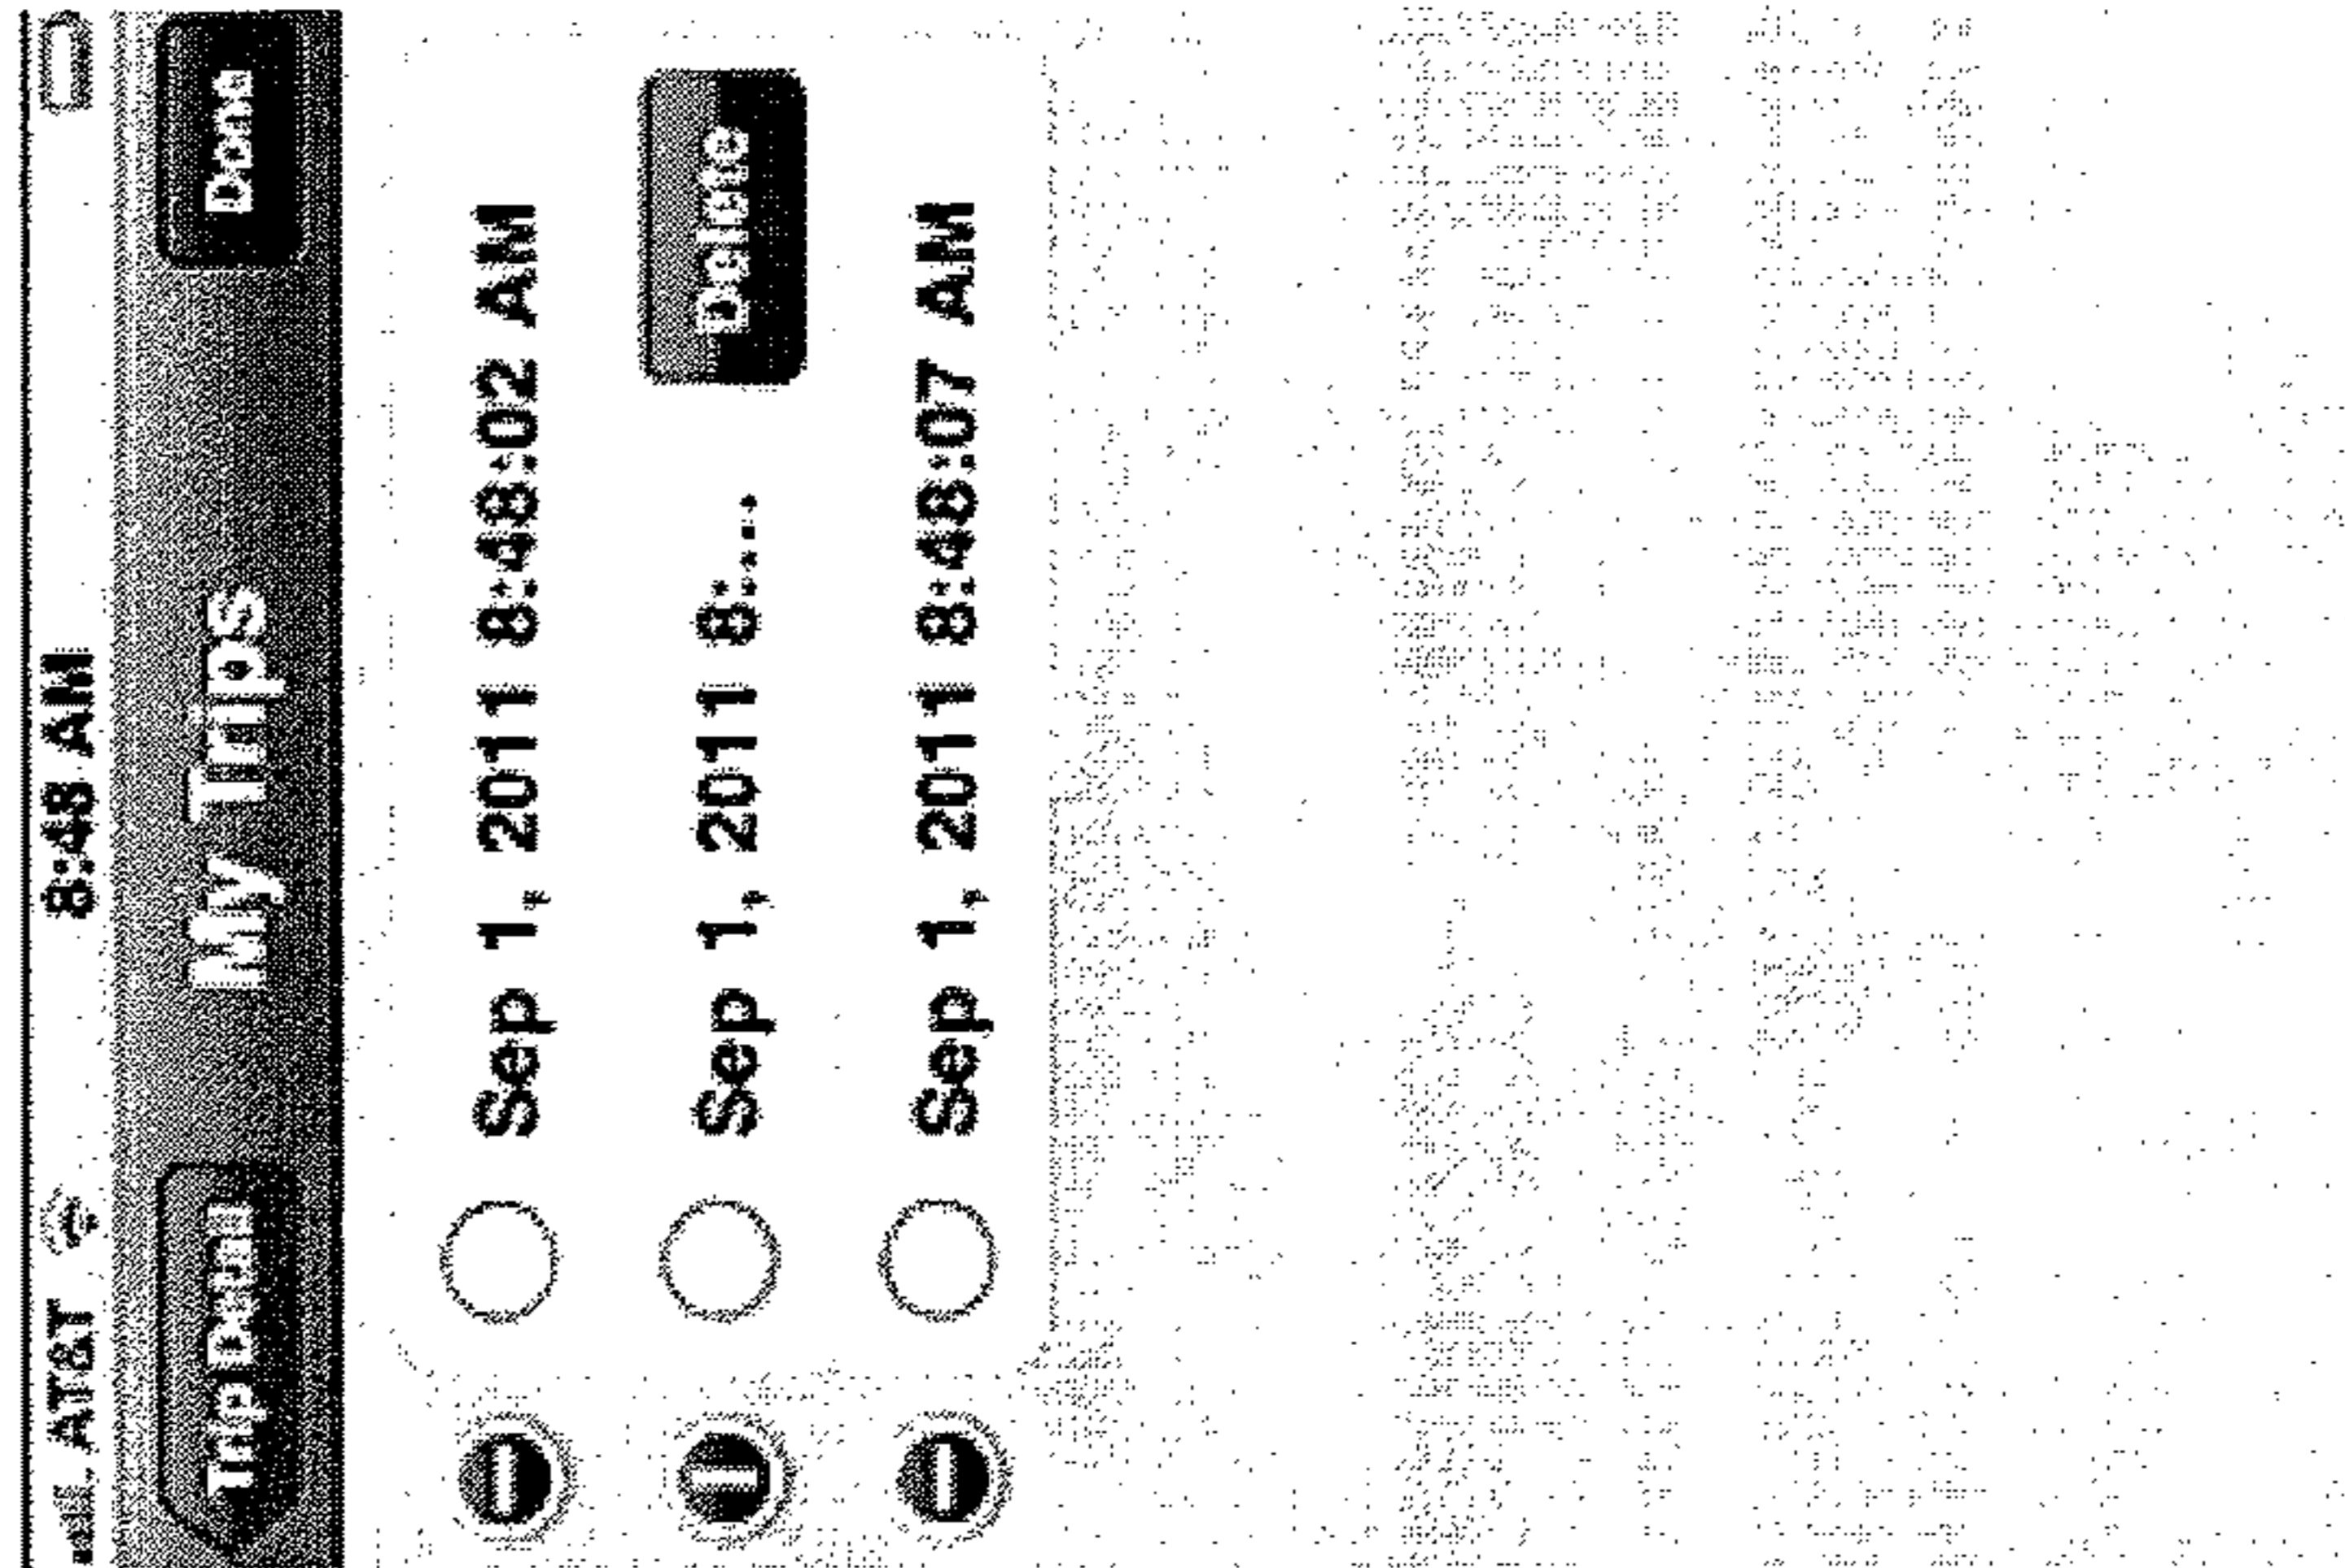 AT&T 8:48 AM
Trip Detail My Trips Done
Sep 1, 2011 8:48:02 AM
Sep 1, 2011 8:... Delete
Sep 1, 2011 8:48:07 AM